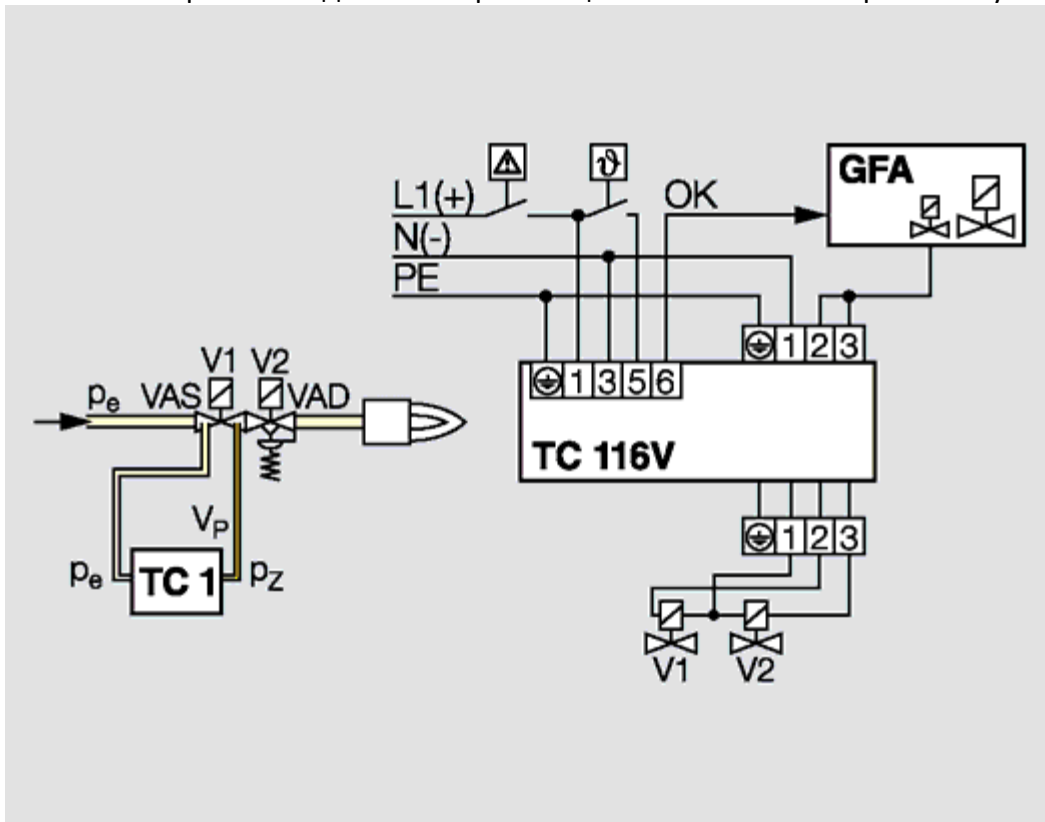 GFA
L1(+)
ϑ
OK
N(-)
PE
1 2 3
1 3 5 6
TC 116V
V1 V2
pe VAS VAD
VP
pe TC 1 pZ
1 2 3
V1 V2